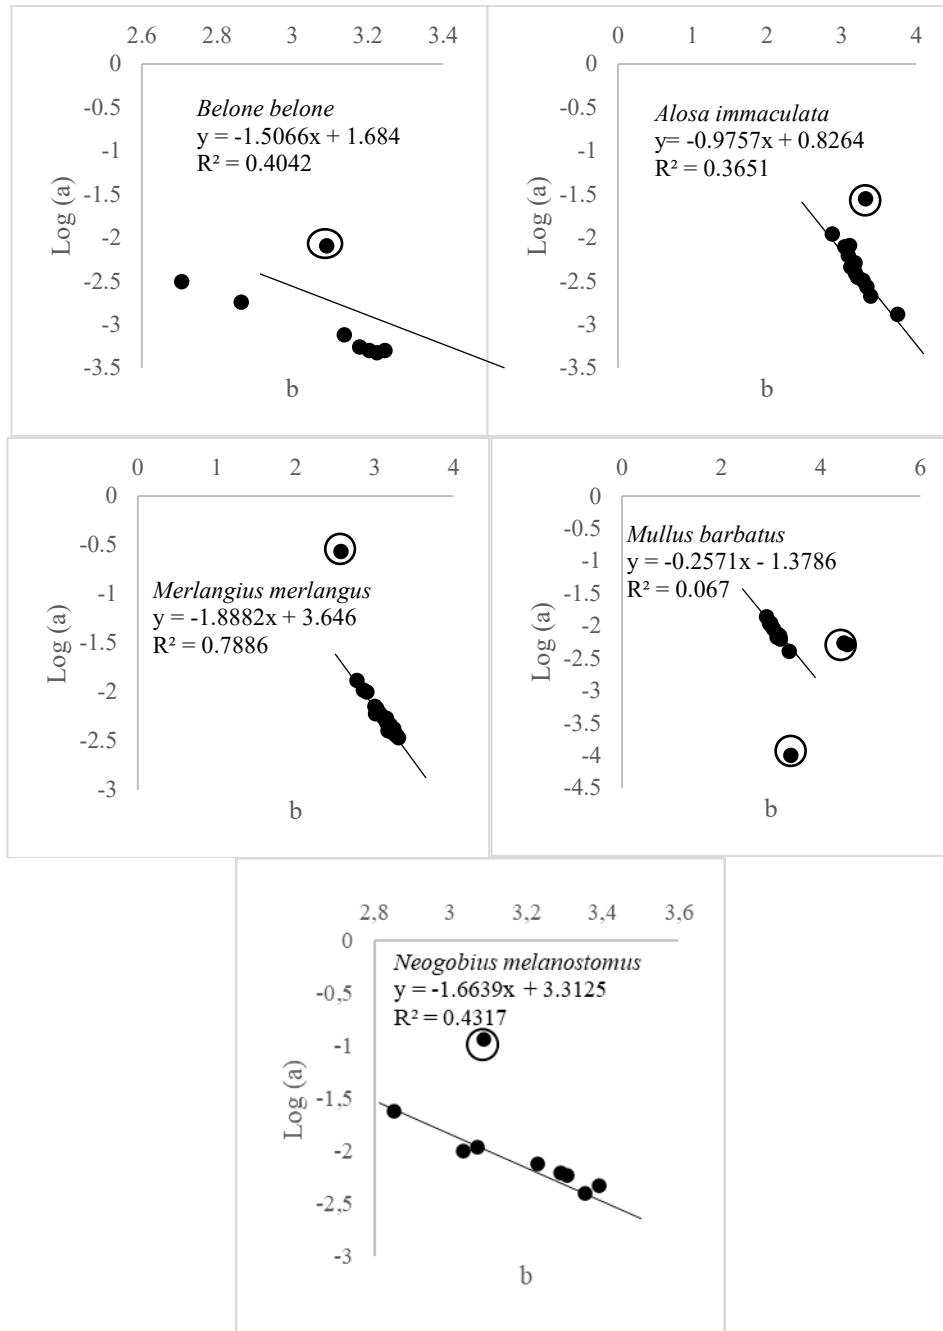 2.6 2.8 3 3.2 3.4
0
-0.5
-1
-1.5
-2
-2.5
-3
-3.5
Log (a)
Belone belone
y = -1.5066x + 1.684
R² = 0.4042
b
0 1 2 3 4
0
-0.5
-1
-1.5
-2
-2.5
-3
-3.5
Log (a)
Alosa immaculata
y= -0.9757x + 0.8264
R² = 0.3651
b
0 1 2 3 4
0
-0.5
-1
-1.5
-2
-2.5
-3
Log (a)
Merlangius merlangus
y = -1.8882x + 3.646
R² = 0.7886
b
0 2 4 6
0
-0.5
-1
-1.5
-2
-2.5
-3
-3.5
-4
-4.5
Log (a)
Mullus barbatus
y = -0.2571x - 1.3786
R² = 0.067
b
2,8 3 3,2 3,4 3,6
0
-0,5
-1
-1,5
-2
-2,5
-3
Log (a)
Neogobius melanostomus
y = -1.6639x + 3.3125
R² = 0.4317
b